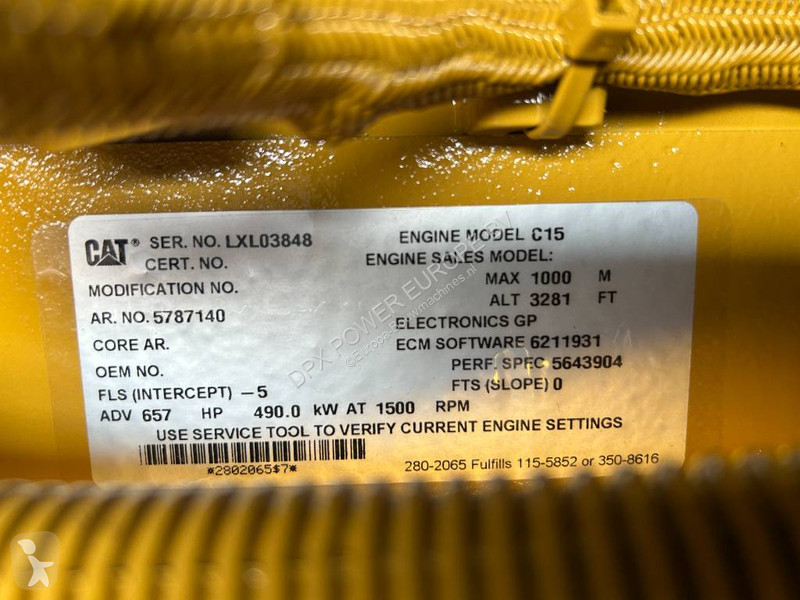 CAT® SER. NO. LXL03848 ENGINE MODEL C15
CERT. NO. ENGINE SALES MODEL:
MODIFICATION NO. MAX 1000 M
ALT 3281 FT
AR. NO. 5787140 ELECTRONICS GP
CORE AR. ECM SOFTWARE 6211931
OEM NO. PERF. SPEC 5643904
FLS (INTERCEPT) -5 FTS (SLOPE) 0
ADV 657 HP 490.0 kW AT 1500 RPM
USE SERVICE TOOL TO VERIFY CURRENT ENGINE SETTINGS
*2802065$7*
280-2065 Fulfills 115-5852 or 350-8616
DPX POWER EUROPE BV